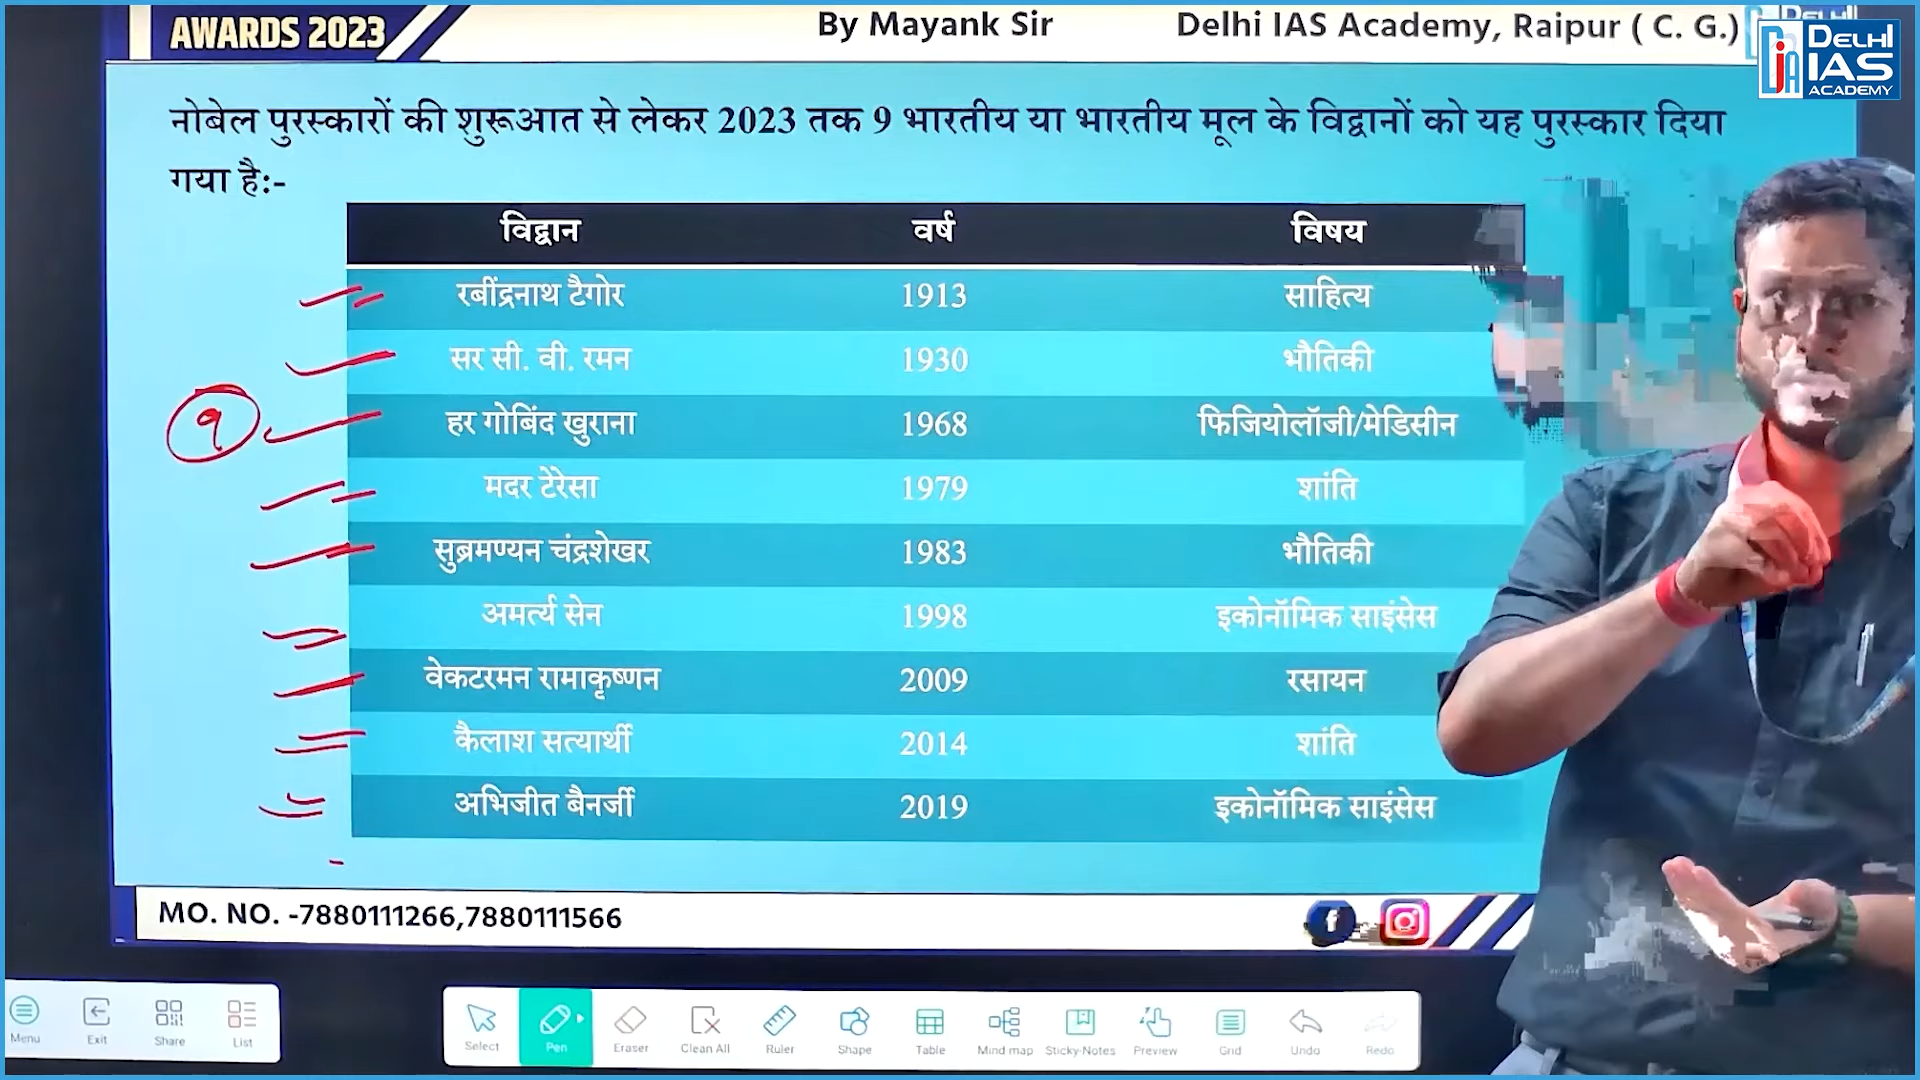 AWARDS 2023
By Mayank Sir
Delhi IAS Academy, Raipur ( C. G.)
DELHI
IAS
ACADEMY
नोबेल पुरस्कारों की शुरूआत से लेकर 2023 तक 9 भारतीय या भारतीय मूल के विद्वानों को यह पुरस्कार दिया
गया है:-
विद्वान वर्ष विषय
रबींद्रनाथ टैगोर 1913 साहित्य
सर सी. वी. रमन 1930 भौतिकी
हर गोबिंद खुराना 1968 फिजियोलॉजी/मेडिसीन
9
मदर टेरेसा 1979 शांति
सुब्रमण्यन चंद्रशेखर 1983 भौतिकी
अमर्त्य सेन 1998 इकोनॉमिक साइंसेस
वेकटरमन रामाकृष्णन 2009 रसायन
कैलाश सत्यार्थी 2014 शांति
अभिजीत बैनर्जी 2019 इकोनॉमिक साइंसेस
MO. NO. -7880111266,7880111566
Menu Exit Share List
Select Pen Eraser Clean All Ruler Shape Table Mind map Sticky-Notes Preview Grid Undo Redo